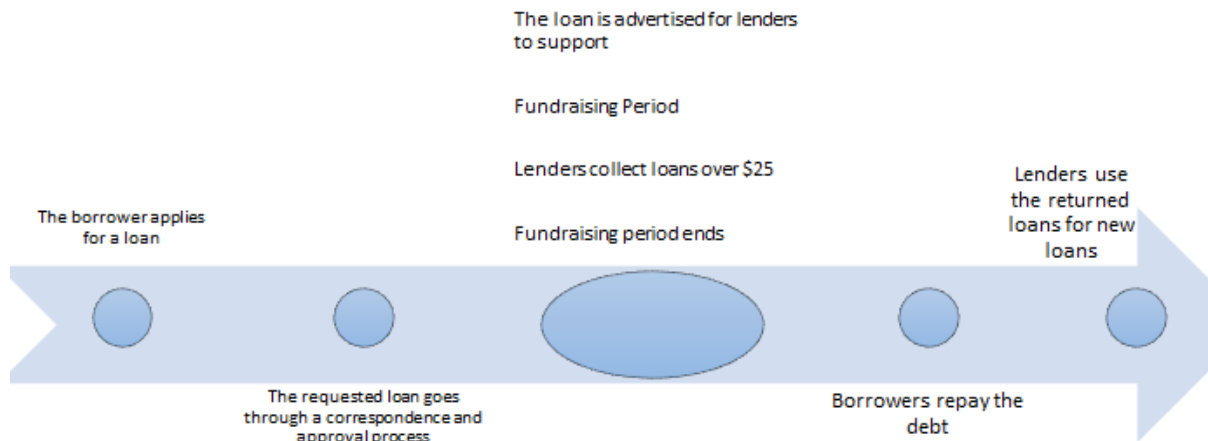 The borrower applies
for a loan
The requested loan goes
through a correspondence and
approval process
The loan is advertised for lenders
to support
Fundraising Period
Lenders collect loans over $25
Fundraising period ends
Borrowers repay the
debt
Lenders use
the returned
loans for new
loans